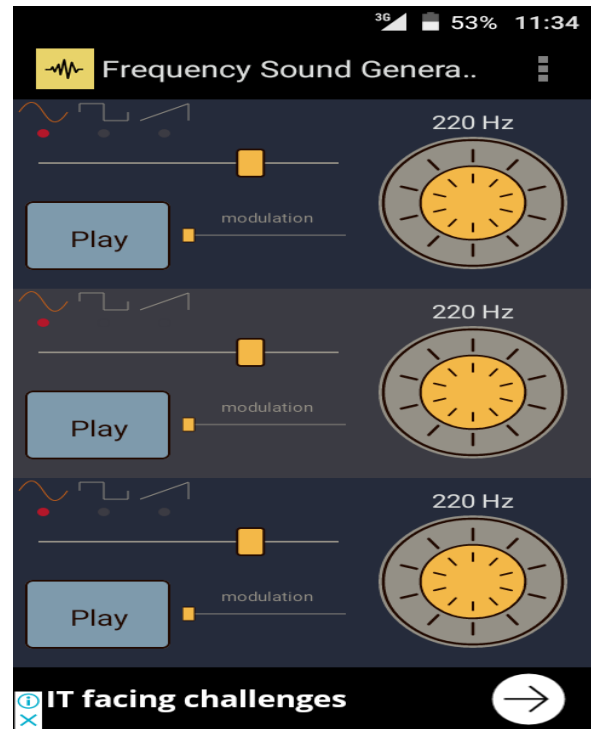 3G 53% 11:34
Frequency Sound Genera..
220 Hz
modulation
Play
220 Hz
modulation
Play
220 Hz
modulation
Play
IT facing challenges